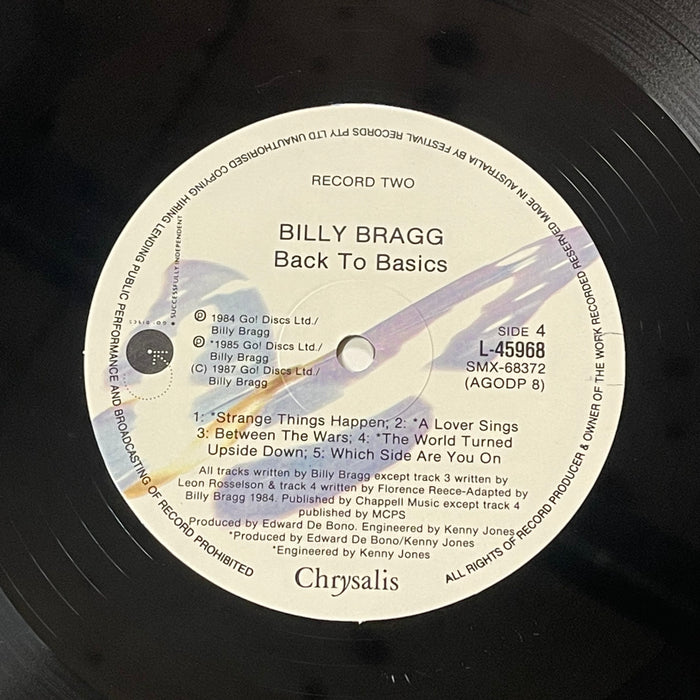 RECORD TWO
BILLY BRAGG
Back To Basics
SUCCESSFULLY INDEPENDENT
GO! DISCS
Ⓟ 1984 Go! Discs Ltd./
Billy Bragg
Ⓟ *1985 Go! Discs Ltd./
Billy Bragg
(C) 1987 Go! Discs Ltd./
Billy Bragg
SIDE 4
L-45968
SMX-68372
(AGODP 8)
1: *Strange Things Happen; 2: *A Lover Sings
3: Between The Wars; 4: *The World Turned
Upside Down; 5: Which Side Are You On
All tracks written by Billy Bragg except track 3 written by
Leon Rosselson & track 4 written by Florence Reece-Adapted by
Billy Bragg 1984. Published by Chappell Music except track 4
published by MCPS
Produced by Edward De Bono. Engineered by Kenny Jones
*Produced by Edward De Bono/Kenny Jones
*Engineered by Kenny Jones
Chrysalis
ALL RIGHTS OF RECORD PRODUCER & OWNER OF THE WORK RECORDED RESERVED MADE IN AUSTRALIA BY FESTIVAL RECORDS PTY LTD UNAUTHORISED COPYING HIRING LENDING PUBLIC PERFORMANCE AND BROADCASTING OF RECORD PROHIBITED